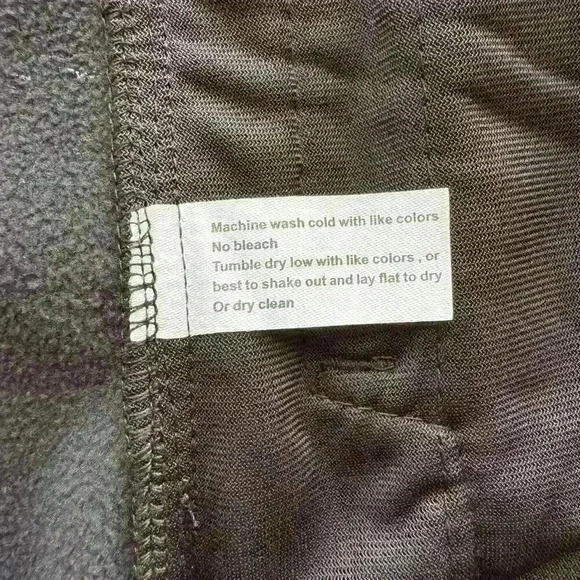 Machine wash cold with like colors
No bleach
Tumble dry low with like colors , or
best to shake out and lay flat to dry
Or dry clean